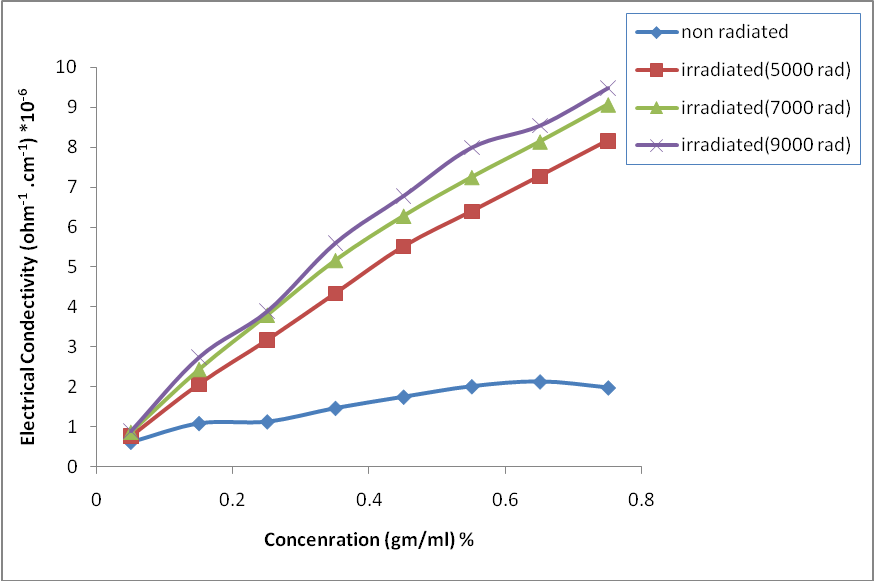 non radiated
irradiated(5000 rad)
irradiated(7000 rad)
irradiated(9000 rad)
Electrical Condectivity (ohm⁻¹ .cm⁻¹) *10⁻⁶
10
9
8
7
6
5
4
3
2
1
0
0 0.2 0.4 0.6 0.8
Concenration (gm/ml) %